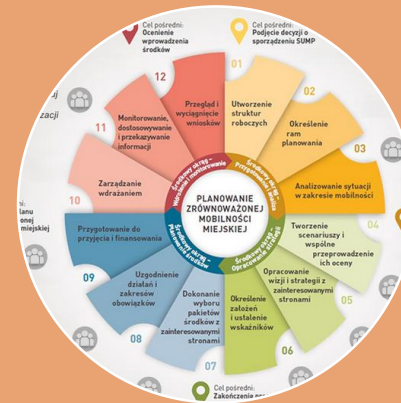 Cel pośredni:
Ocenienie
wprowadzenia
środków
Cel pośredni:
Podjęcie decyzji o
sporządzeniu SUMP
01
Utworzenie
struktur
roboczych
02
Określenie
ram
planowania
03
Analizowanie sytuacji
w zakresie mobilności
04
Tworzenie
scenariuszy i
wspólne
przeprowadzenie
ich oceny
05
Opracowanie
wizji i strategii z
zainteresowanymi
stronami
06
Określenie
założeń
i ustalenie
wskaźników
07
Dokonanie
wyboru
pakietów
środków z
zainteresowanymi
stronami
08
Uzgodnienie
działań i
zakresów
obowiązków
09
Przygotowanie do
przyjęcia i finansowania
10
Zarządzanie
wdrażaniem
11
Monitorowanie,
dostosowywanie
i przekazywanie
informacji
12
Przegląd i
wyciągnięcie
wniosków
PLANOWANIE
ZRÓWNOWAŻONEJ
MOBILNOŚCI
MIEJSKIEJ
zacji
miejskiej
Cel pośredni: